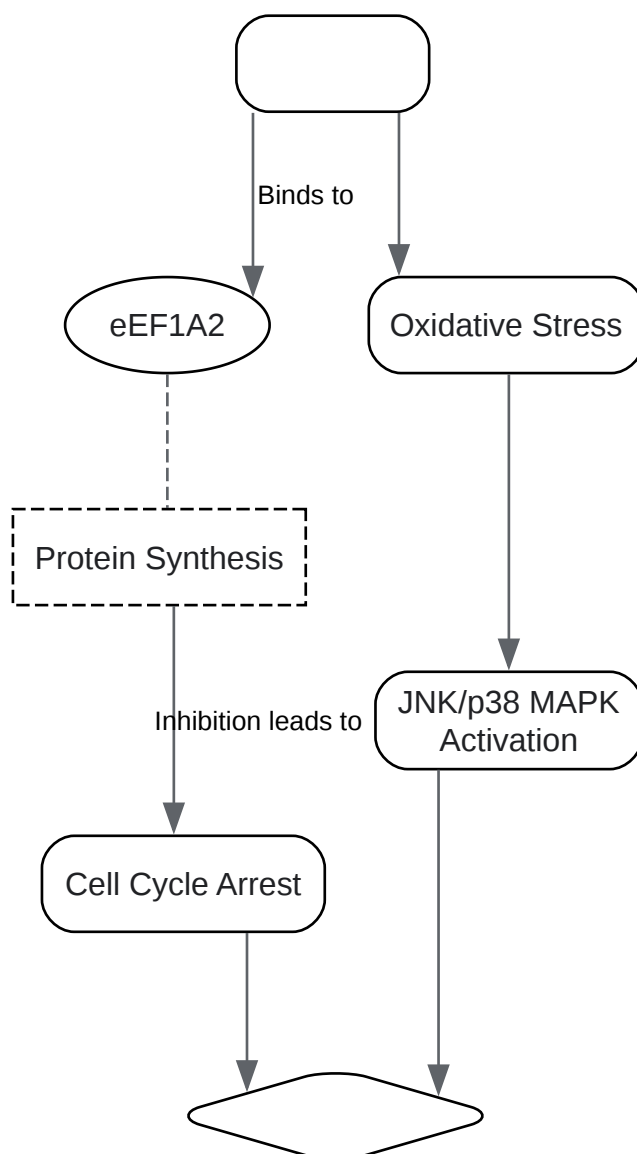 Binds to
eEF1A2
Oxidative Stress
Protein Synthesis
Inhibition leads to
JNK/p38 MAPK
Activation
Cell Cycle Arrest